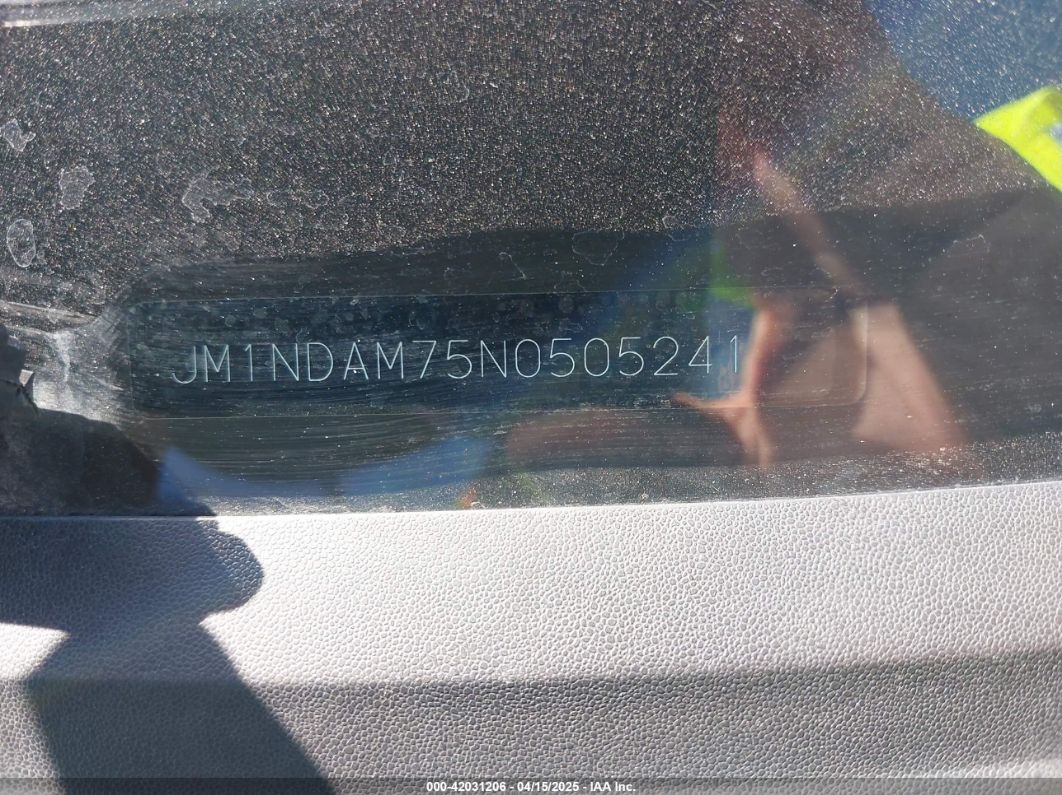 JM1NDAM75N0505241
000-42031206 - 04/15/2025 - IAA Inc.